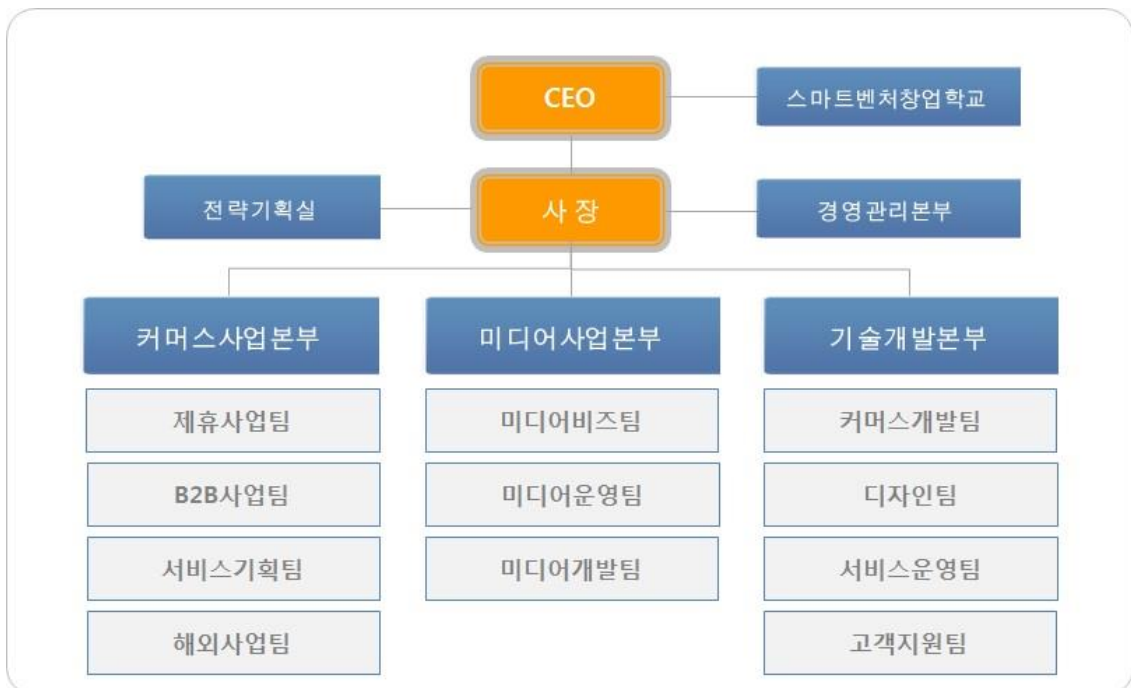 CEO
스마트벤처창업학교
전략기획실
사장
경영관리본부
커머스사업본부
미디어사업본부
기술개발본부
제휴사업팀
미디어비즈팀
커머스개발팀
B2B사업팀
미디어운영팀
디자인팀
서비스기획팀
미디어개발팀
서비스운영팀
해외사업팀
고객지원팀